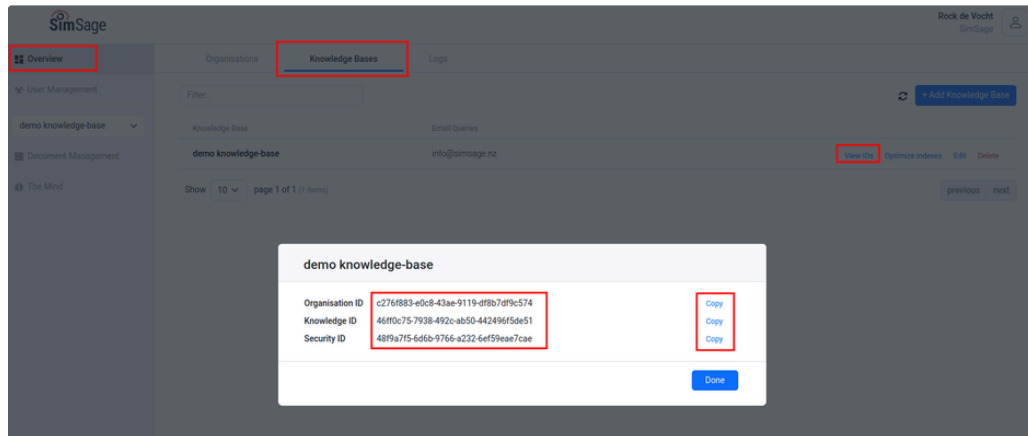 SimSage
Rock de Vocht
SimSage
Overview
Organisations Knowledge Bases Logs
User Management
Filter...
+ Add Knowledge Base
demo knowledge-base
Knowledge Base Email Queries
demo knowledge-base info@simsage.nz View IDs Optimize Indexes Edit Delete
Document Management
The Mind
Show 10 page 1 of 1 (1 items) previous next
demo knowledge-base
Organisation ID c276f883-e0c8-43ae-9119-df8b7df9c574 Copy
Knowledge ID 46ff0c75-7938-492c-ab50-442496f5de51 Copy
Security ID 48f9a7f5-6d6b-9766-a232-6ef59eae7cae Copy
Done